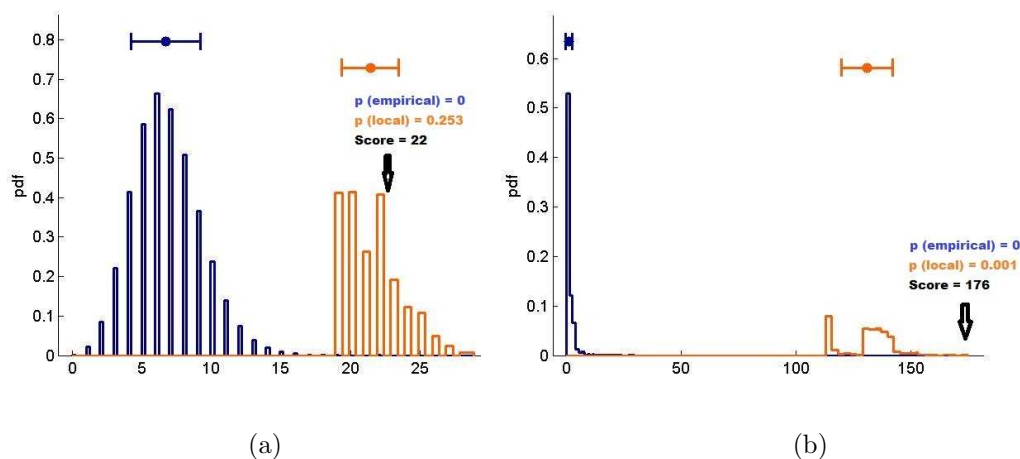 0.8
0.7
0.6
0.5
0.4
0.3
0.2
0.1
0
pdf
p (empirical) = 0
p (local) = 0.253
Score = 22
0 5 10 15 20 25
(a)
0.6
0.5
0.4
0.3
0.2
0.1
0
pdf
p (empirical) = 0
p (local) = 0.001
Score = 176
0 50 100 150
(b)